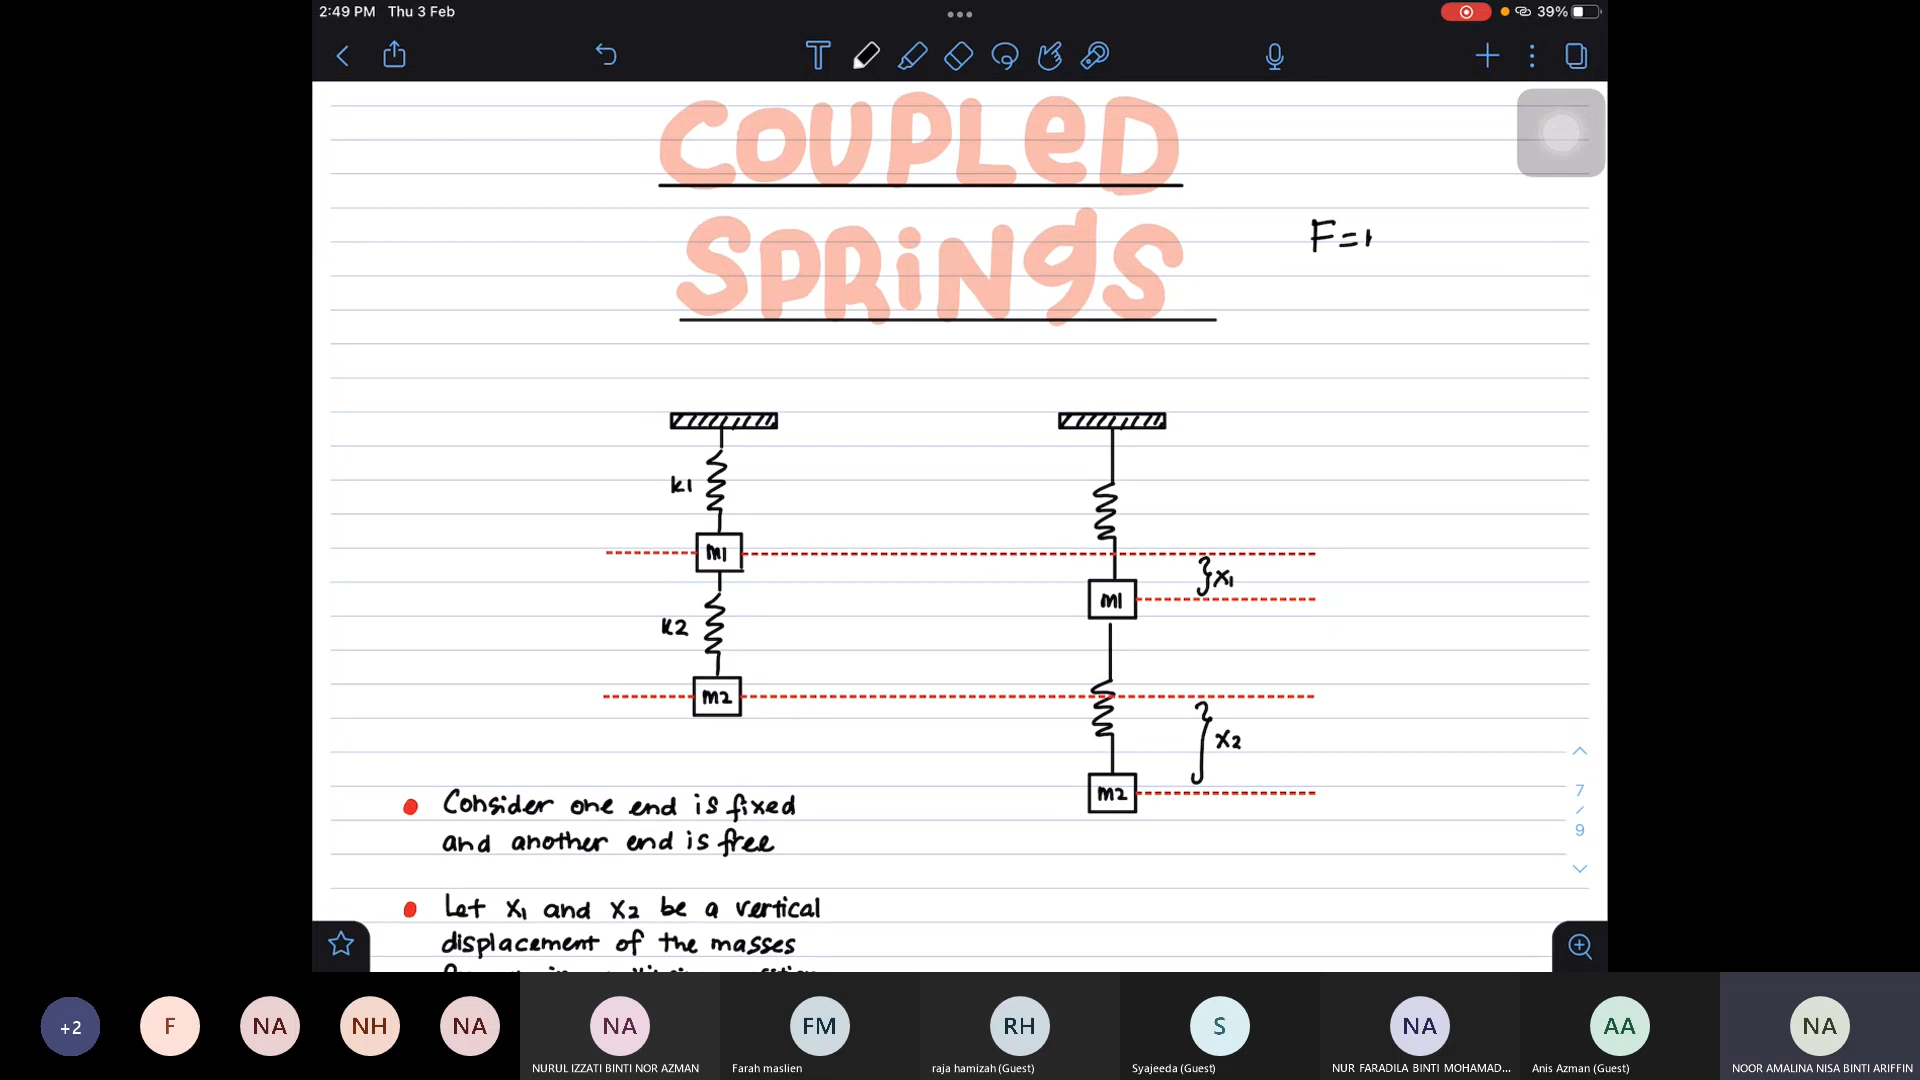 2:49 PM Thu 3 Feb
39%
COUPLED
SPRINGS
F=
k1
m1
k2
m2
m1
x1
x2
m2
Consider one end is fixed
and another end is free
Let x1 and x2 be a vertical
displacement of the masses
7
/
9
+2
F
NA
NH
NA
NA
FM
RH
S
NA
AA
NA
NURUL IZZATI BINTI NOR AZMAN
Farah maslien
raja hamizah (Guest)
Syajeeda (Guest)
NUR FARADILA BINTI MOHAMAD...
Anis Azman (Guest)
NOOR AMALINA NISA BINTI ARIFFIN